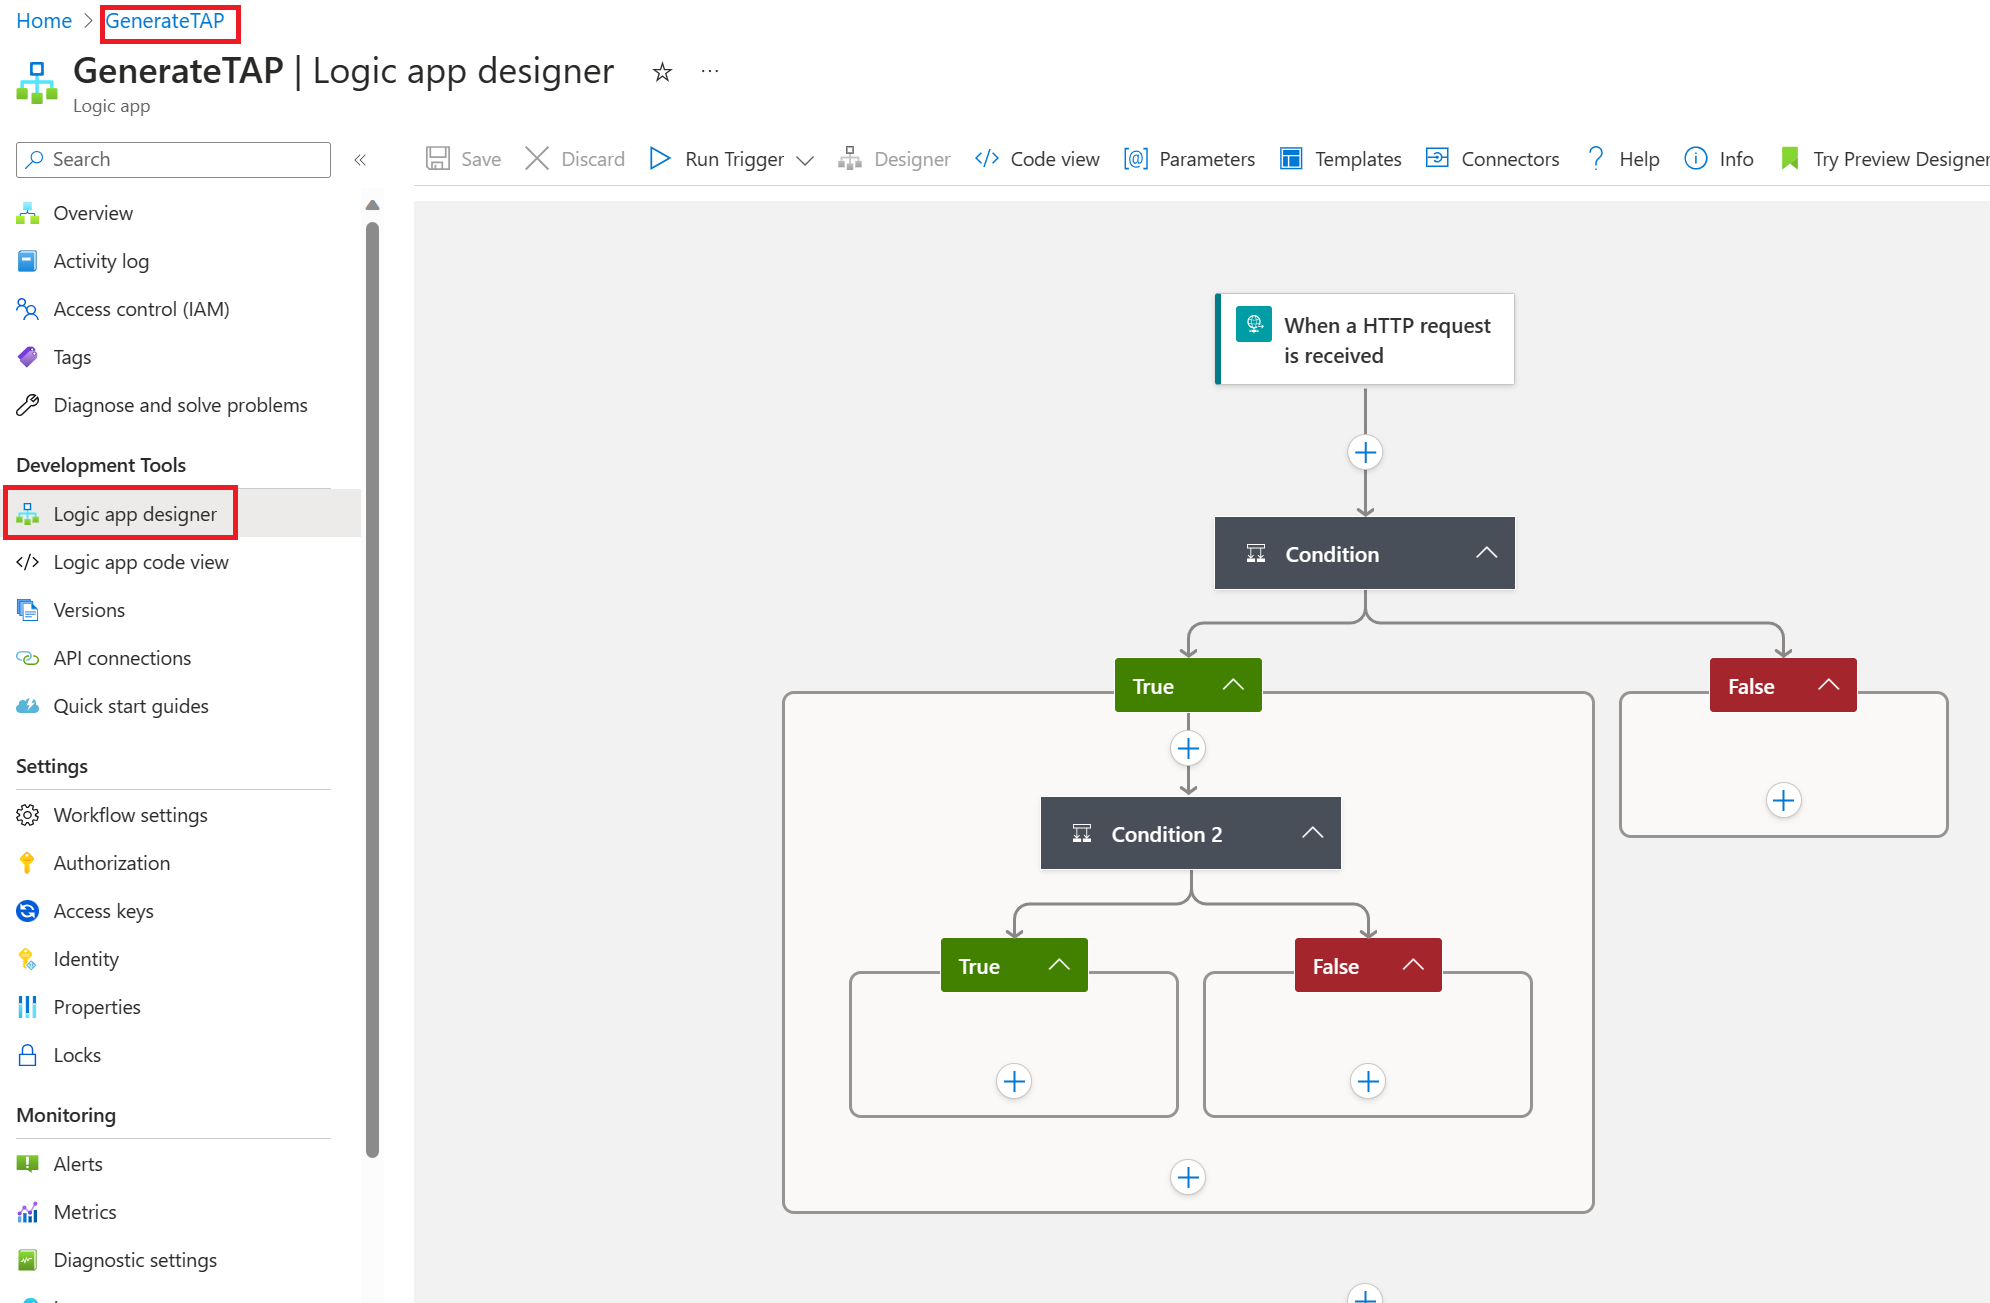 Home > GenerateTAP
GenerateTAP | Logic app designer
Logic app
Search
Save
Discard
Run Trigger
Designer
Code view
Parameters
Templates
Connectors
Help
Info
Try Preview Designer
Overview
Activity log
Access control (IAM)
Tags
Diagnose and solve problems
Development Tools
Logic app designer
Logic app code view
Versions
API connections
Quick start guides
Settings
Workflow settings
Authorization
Access keys
Identity
Properties
Locks
Monitoring
Alerts
Metrics
Diagnostic settings
When a HTTP request
is received
Condition
True
False
Condition 2
True
False